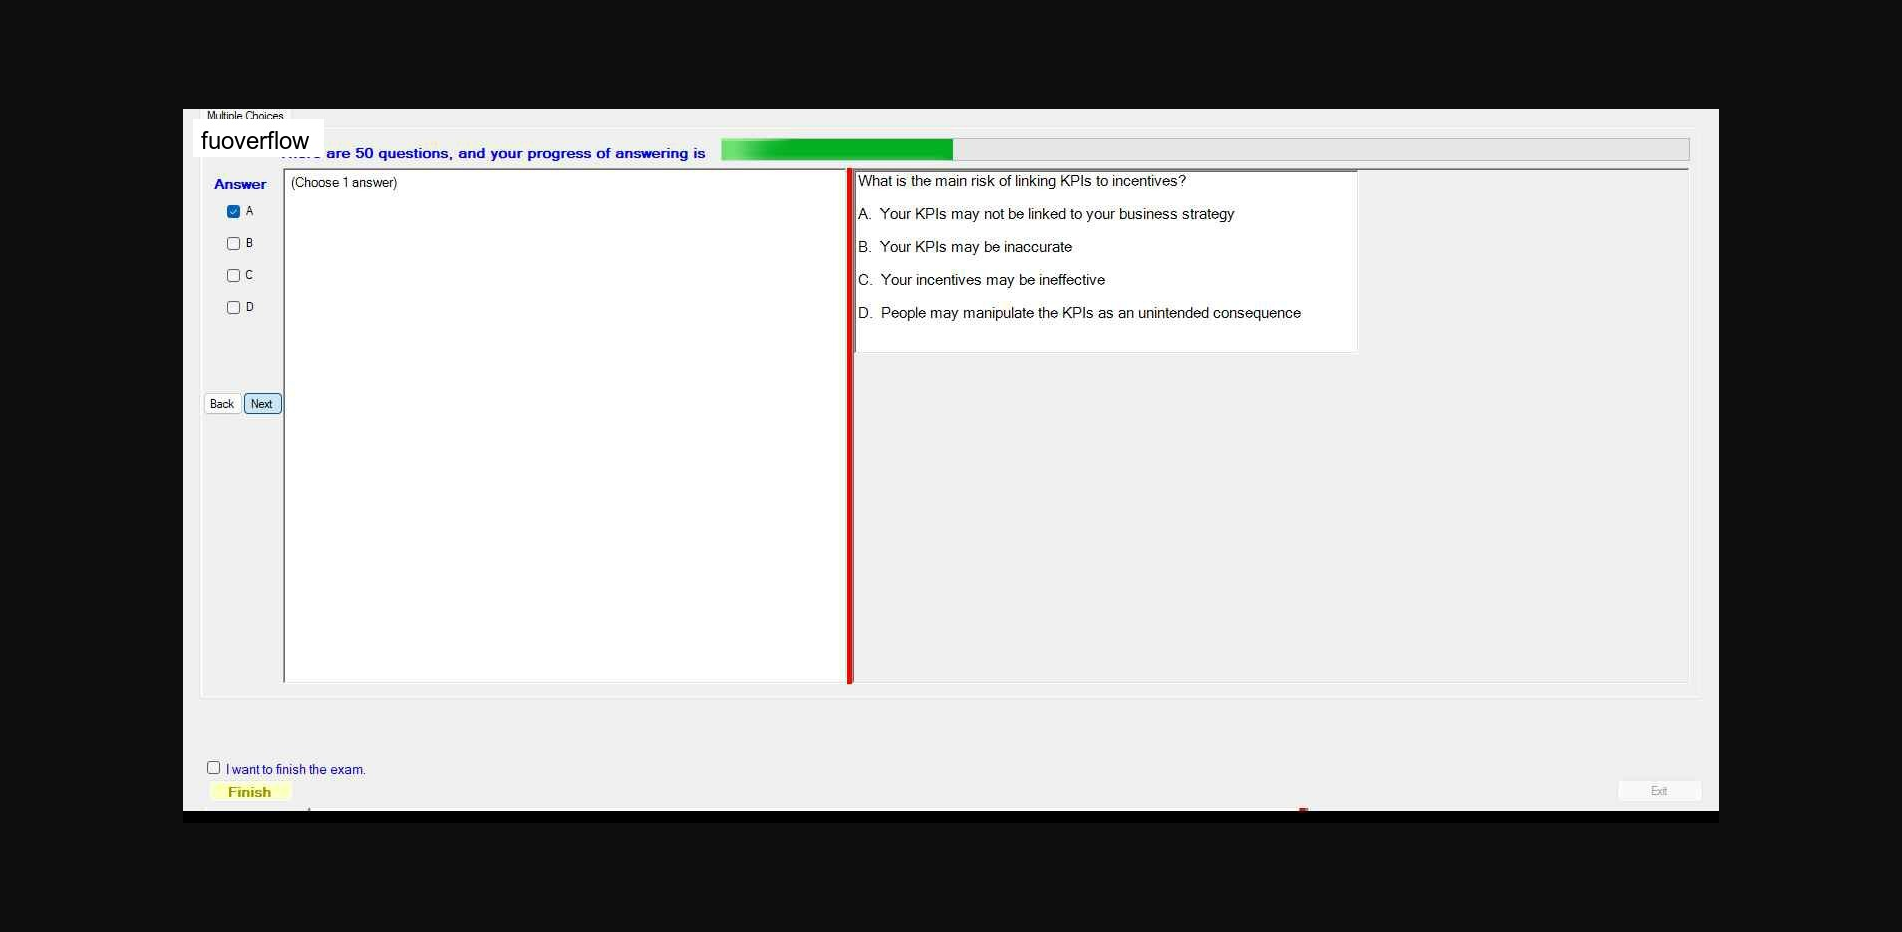 Multiple Choices
fuoverflow
are 50 questions, and your progress of answering is
Answer
(Choose 1 answer)
A
B
C
D
Back Next
What is the main risk of linking KPIs to incentives?
A. Your KPIs may not be linked to your business strategy
B. Your KPIs may be inaccurate
C. Your incentives may be ineffective
D. People may manipulate the KPIs as an unintended consequence
I want to finish the exam.
Finish
Exit